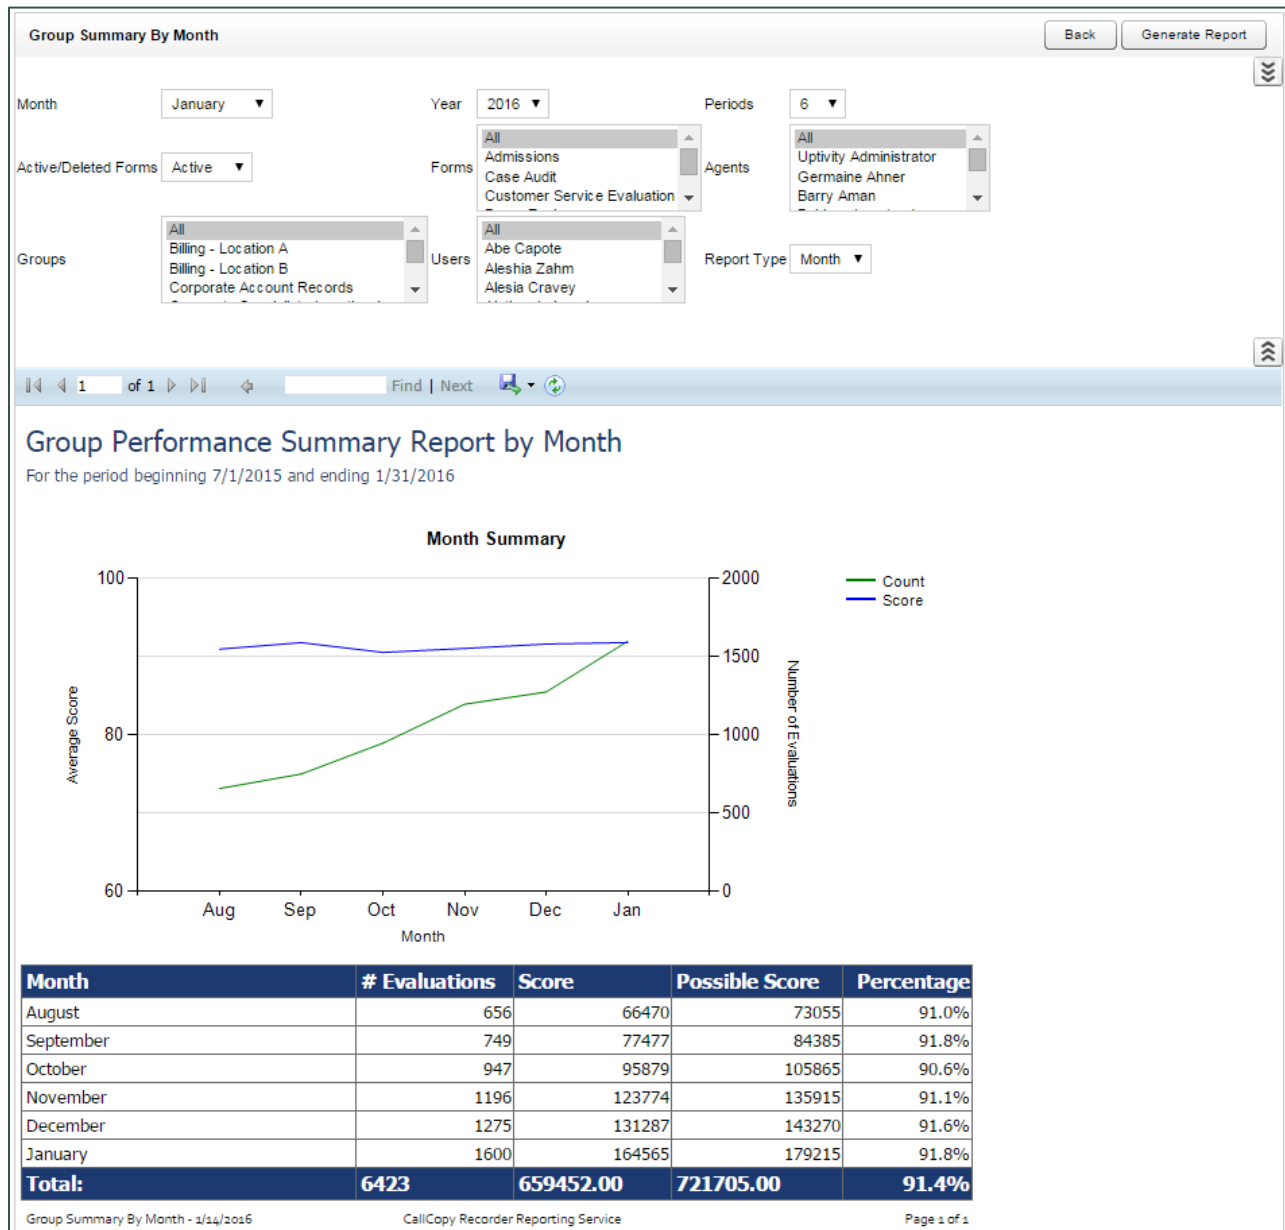 Group Summary By Month
Back
Generate Report
Month
January
Year
2016
Periods
6
Active/Deleted Forms
Active
Forms
All
Admissions
Case Audit
Customer Service Evaluation
Agents
All
Uptivity Administrator
Germaine Ahner
Barry Aman
Groups
All
Billing - Location A
Billing - Location B
Corporate Account Records
Users
All
Abe Capote
Aleshia Zahm
Alesia Cravey
Report Type
Month
1 of 1
Find | Next
Group Performance Summary Report by Month
For the period beginning 7/1/2015 and ending 1/31/2016
Month Summary
Count
Score
100
80
60
Average Score
2000
1500
1000
500
0
Number of Evaluations
Aug Sep Oct Nov Dec Jan
Month
Month # Evaluations Score Possible Score Percentage
August 656 66470 73055 91.0%
September 749 77477 84385 91.8%
October 947 95879 105865 90.6%
November 1196 123774 135915 91.1%
December 1275 131287 143270 91.6%
January 1600 164565 179215 91.8%
Total: 6423 659452.00 721705.00 91.4%
Group Summary By Month - 1/14/2016 CallCopy Recorder Reporting Service Page 1 of 1